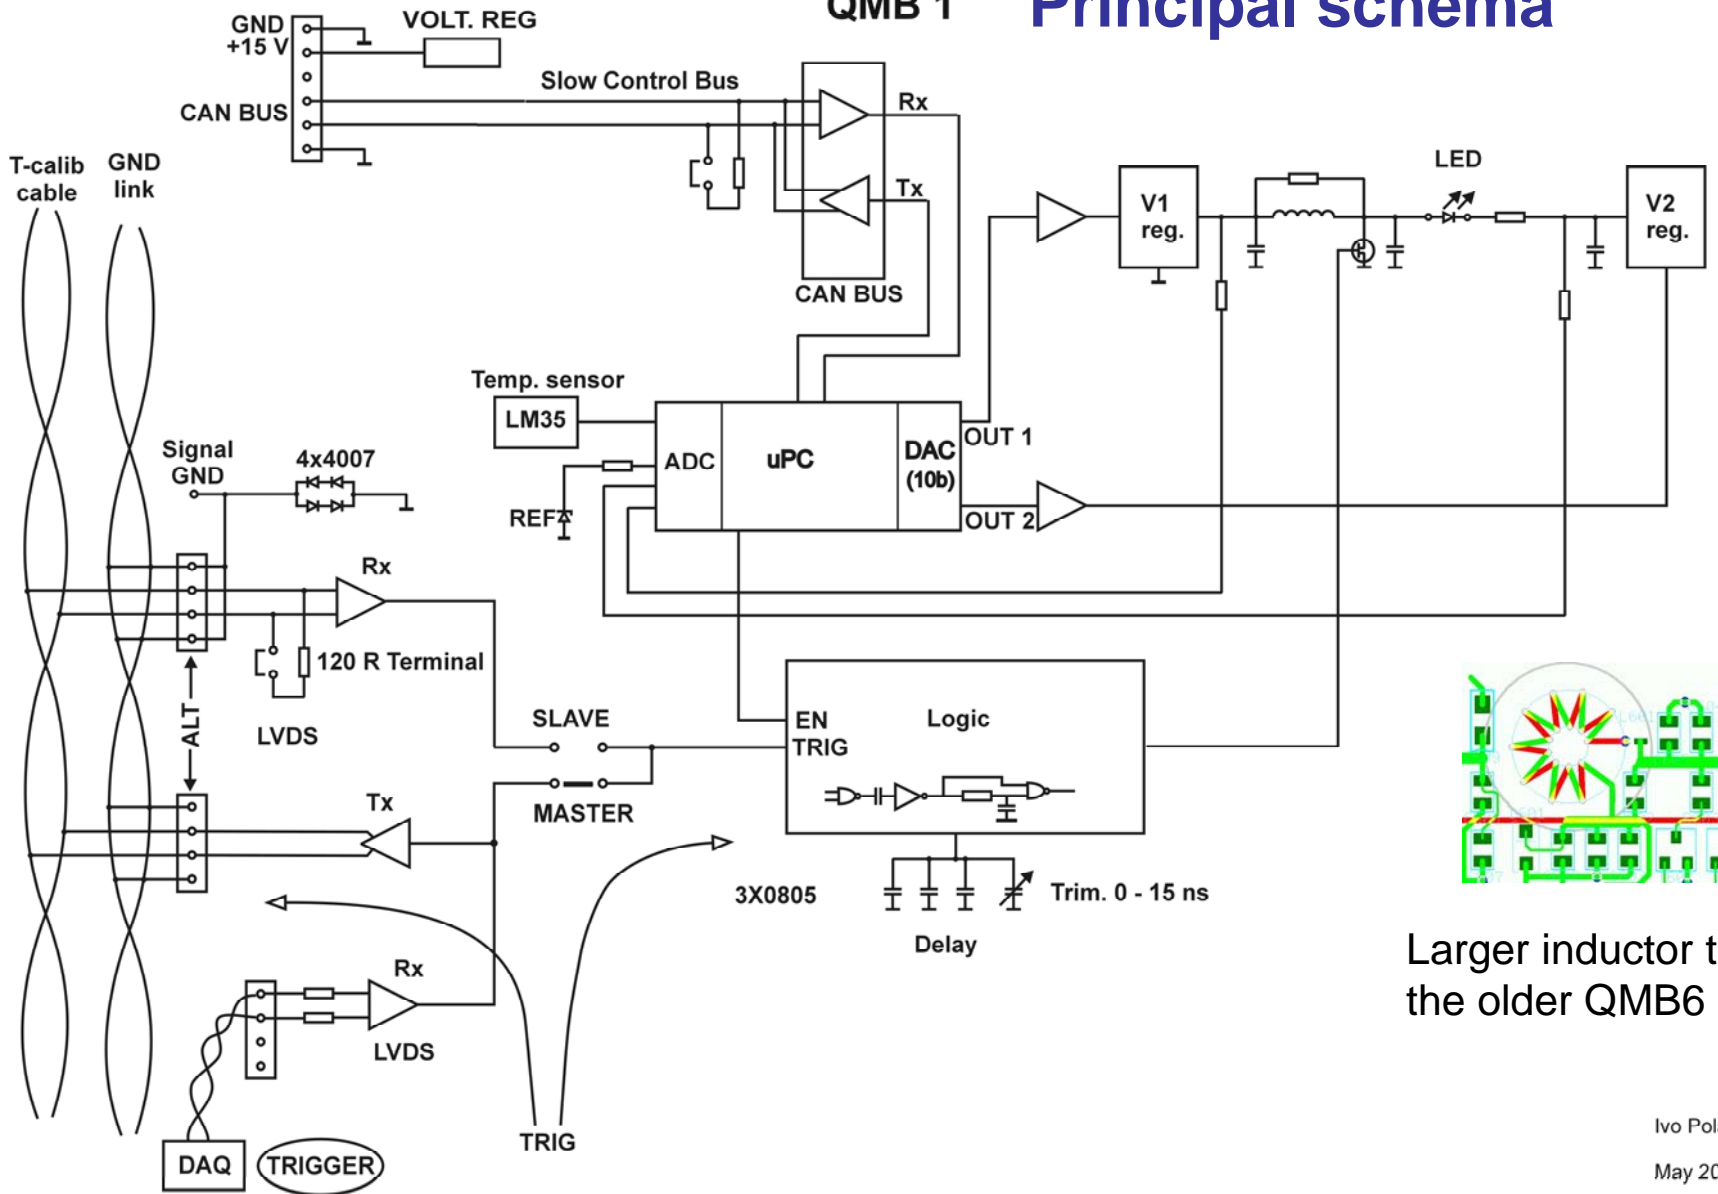 QMB 1
Principal schema
GND
+15 V
VOLT. REG
CAN BUS
Slow Control Bus
Rx
Tx
CAN BUS
T-calib
cable
GND
link
LED
V1
reg.
V2
reg.
Temp. sensor
LM35
ADC
uPC
DAC
(10b)
OUT 1
OUT 2
REF
Signal
GND
4x4007
Rx
120 R Terminal
LVDS
ALT
SLAVE
MASTER
EN
TRIG
Logic
Tx
3X0805
Trim. 0 - 15 ns
Delay
Rx
LVDS
TRIG
DAQ
TRIGGER
Larger inductor
the older QMB6
Ivo
May